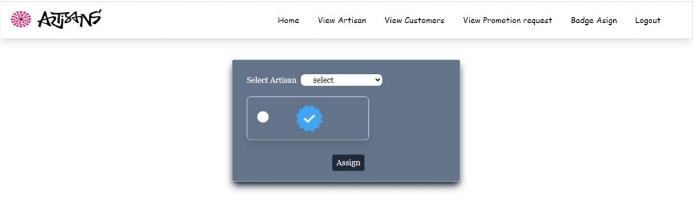 ARTISANS
Home View Artisan View Customers View Promotion request Badge Asign Logout
Select Artisan select
Assign